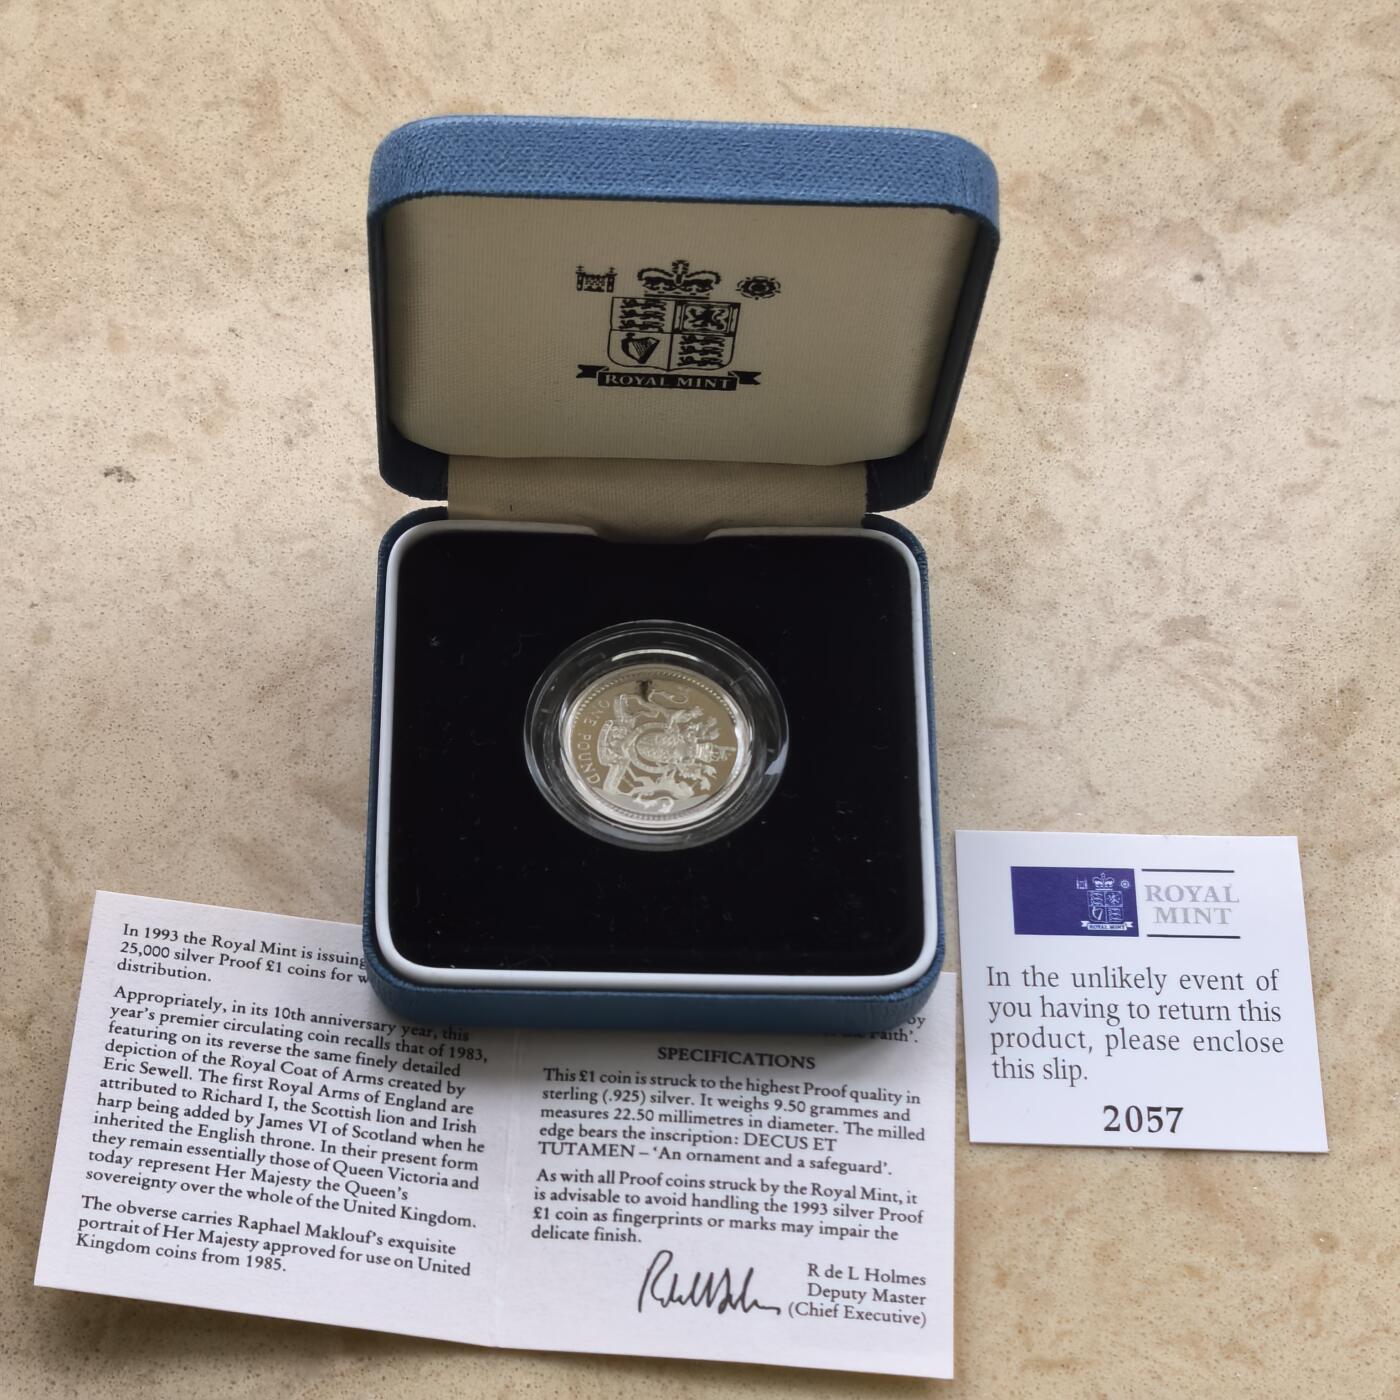 ROYAL MINT
ONE POUND
In 1993 the Royal Mint is issuing
25,000 silver Proof £1 coins for
distribution.
Appropriately, in its 10th anniversary year, this
year's premier circulating coin recalls that of 1983,
featuring on its reverse the same finely detailed
depiction of the Royal Coat of Arms created by
Eric Sewell. The first Royal Arms of England are
attributed to Richard I, the Scottish lion and Irish
harp being added by James VI of Scotland when he
inherited the English throne. In their present form
they remain essentially those of Queen Victoria and
today represent Her Majesty the Queen's
sovereignty over the whole of the United Kingdom.
The obverse carries Raphael Maklouf's exquisite
portrait of Her Majesty approved for use on United
Kingdom coins from 1985.
by
Faith'.
SPECIFICATIONS
This £1 coin is struck to the highest Proof quality in
sterling (.925) silver. It weighs 9.50 grammes and
measures 22.50 millimetres in diameter. The milled
edge bears the inscription: DECUS ET
TUTAMEN – 'An ornament and a safeguard'.
As with all Proof coins struck by the Royal Mint, it
is advisable to avoid handling the 1993 silver Proof
£1 coin as fingerprints or marks may impair the
delicate finish.
R de L Holmes
Deputy Master
(Chief Executive)
ROYAL MINT
ROYAL
MINT
In the unlikely event of
you having to return this
product, please enclose
this slip.
2057